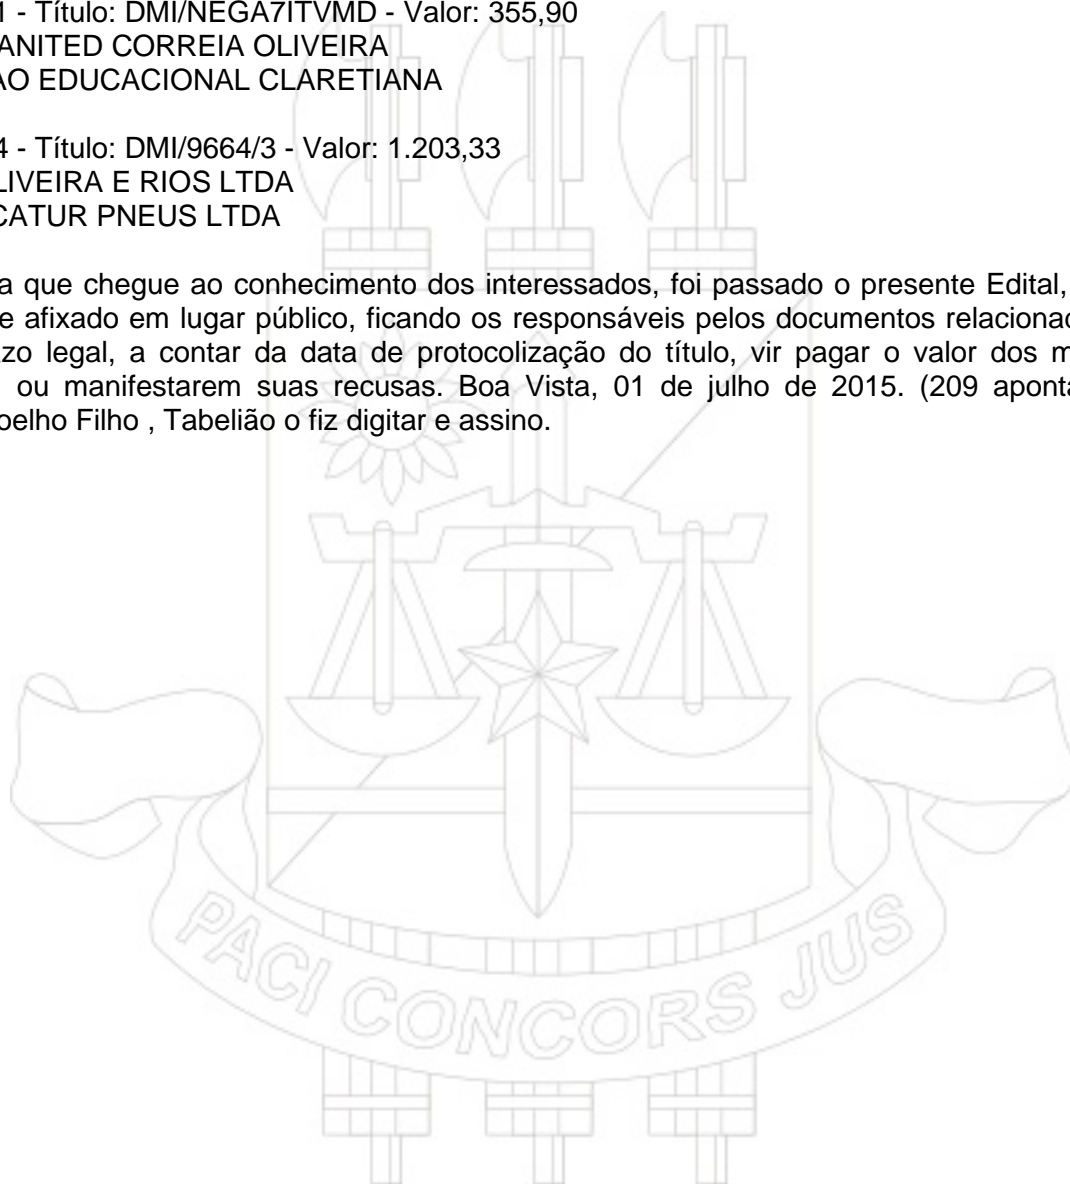 1 - Título: DMI/NEGA7ITVMD - Valor: 355,90
ANITED CORREIA OLIVEIRA
AO EDUCACIONAL CLARETIANA
4 - Título: DMI/9664/3 - Valor: 1.203,33
LIVEIRA E RIOS LTDA
CATUR PNEUS LTDA
a que chegue ao conhecimento dos interessados, foi passado o presente Edital,
e afixado em lugar público, ficando os responsáveis pelos documentos relacionad
zo legal, a contar da data de protocolização do título, vir pagar o valor dos m
ou manifestarem suas recusas. Boa Vista, 01 de julho de 2015. (209 aponta
oelho Filho , Tabelião o fiz digitar e assino.
PACI CONCORS JUS